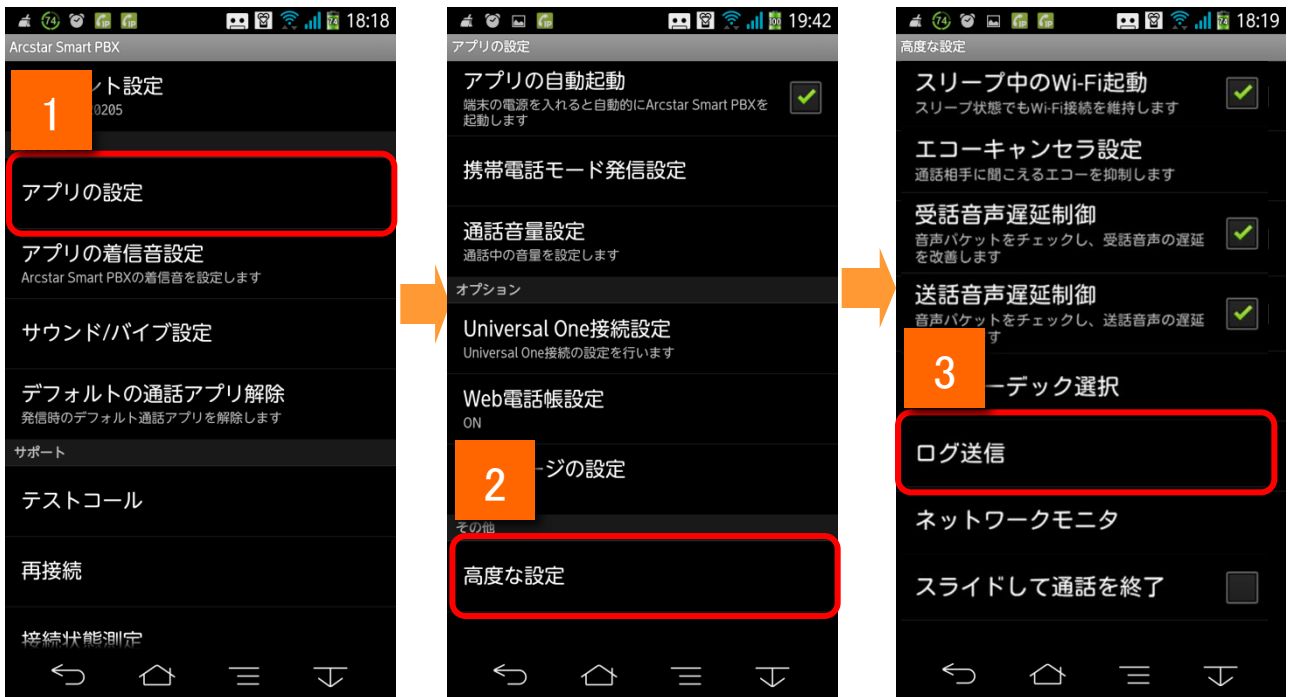 74
74
18:18
Arcstar Smart PBX
ント設定
0205
1
アプリの設定
アプリの着信音設定
Arcstar Smart PBXの着信音を設定します
サウンド/バイブ設定
デフォルトの通話アプリ解除
発信時のデフォルト通話アプリを解除します
サポート
テストコール
再接続
接続状態測定
100
19:42
アプリの設定
アプリの自動起動
端末の電源を入れると自動的にArcstar Smart PBXを
起動します
携帯電話モード発信設定
通話音量設定
通話中の音量を設定します
オプション
Universal One接続設定
Universal One接続の設定を行います
Web電話帳設定
ON
ージの設定
2
その他
高度な設定
74
74
18:19
高度な設定
スリープ中のWi-Fi起動
スリープ状態でもWi-Fi接続を維持します
エコーキャンセラ設定
通話相手に聞こえるエコーを抑制します
受話音声遅延制御
音声パケットをチェックし、受話音声の遅延
を改善します
送話音声遅延制御
音声パケットをチェックし、送話音声の遅延
す
3
ーデック選択
ログ送信
ネットワークモニタ
スライドして通話を終了